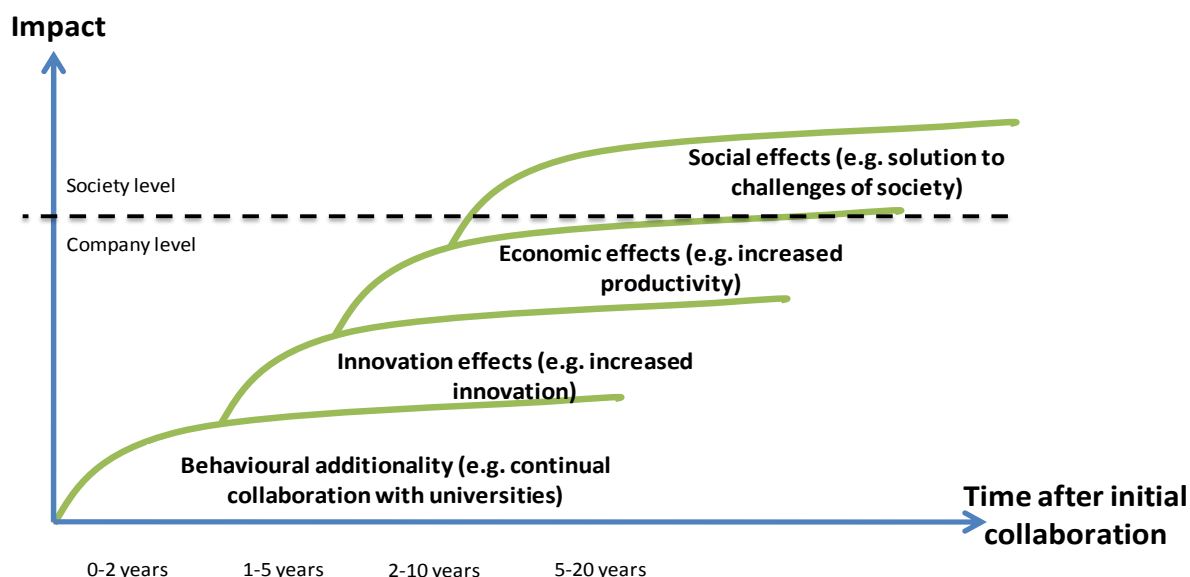 Impact
Social effects (e.g. solution to
challenges of society)
Society level
Company level
Economic effects (e.g. increased
productivity)
Innovation effects (e.g. increased
innovation)
Behavioural additionality (e.g. continual
collaboration with universities)
Time after initial
collaboration
0-2 years
1-5 years
2-10 years
5-20 years